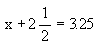 x + 2 1/2 = 3.25